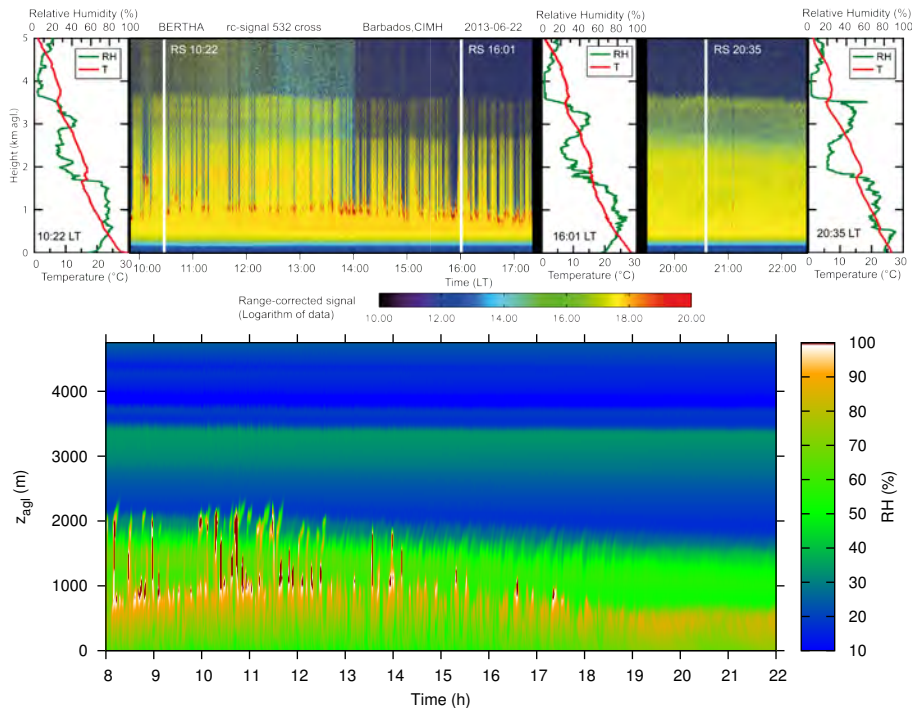 Relative Humidity (%)
BERTHA rc-signal 532 cross Barbados,CIMH 2013-06-22
Relative Humidity (%)
Relative Humidity (%)
0 20 40 60 80 100
0 20 40 60 80 100
0 20 40 60 80 100
5
4
3
2
1
0
Height (km agl.)
RH
T
RS 10:22
RS 16:01
RH
T
RS 20:35
RH
T
10:22 LT
16:01 LT
20:35 LT
0 10 20 30
10:00 11:00 12:00 13:00 14:00 15:00 16:00 17:00
0 10 20 30
20:00 21:00 22:00
0 10 20 30
Temperature (°C)
Time (LT)
Temperature (°C)
Temperature (°C)
Range-corrected signal
(Logarithm of data)
10.00 12.00 14.00 16.00 18.00 20.00
4000
3000
2000
1000
0
zagl (m)
8 9 10 11 12 13 14 15 16 17 18 19 20 21 22
Time (h)
100
90
80
70
60
50
40
30
20
10
RH (%)